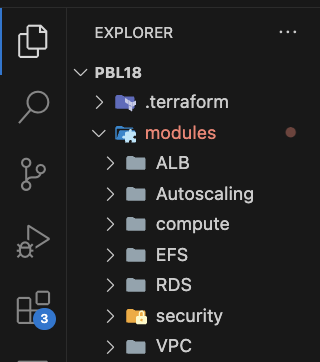 EXPLORER
PBL18
.terraform
modules
ALB
Autoscaling
compute
EFS
RDS
security
3
VPC